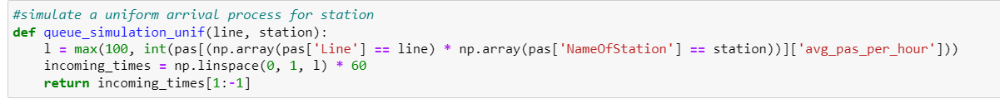 #simulate a uniform arrival process for station
def queue_simulation_unif(line, station):
    l = max(100, int(pas[(np.array(pas['Line'] == line) * np.array(pas['NameOfStation'] == station))]['avg_pas_per_hour']))
    incoming_times = np.linspace(0, 1, l) * 60
    return incoming_times[1:-1]